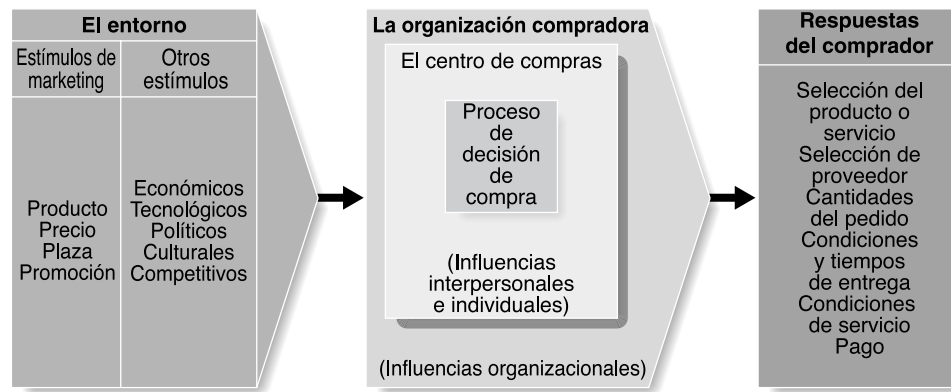 El entorno
Estímulos de
marketing
Otros
estímulos
Producto
Precio
Plaza
Promoción
Económicos
Tecnológicos
Políticos
Culturales
Competitivos
La organización compradora
El centro de compras
Proceso
de
decisión
de
compra
(Influencias
interpersonales
e individuales)
(Influencias organizacionales)
Respuestas
del comprador
Selección del
producto o
servicio
Selección de
proveedor
Cantidades
del pedido
Condiciones
y tiempos
de entrega
Condiciones
de servicio
Pago